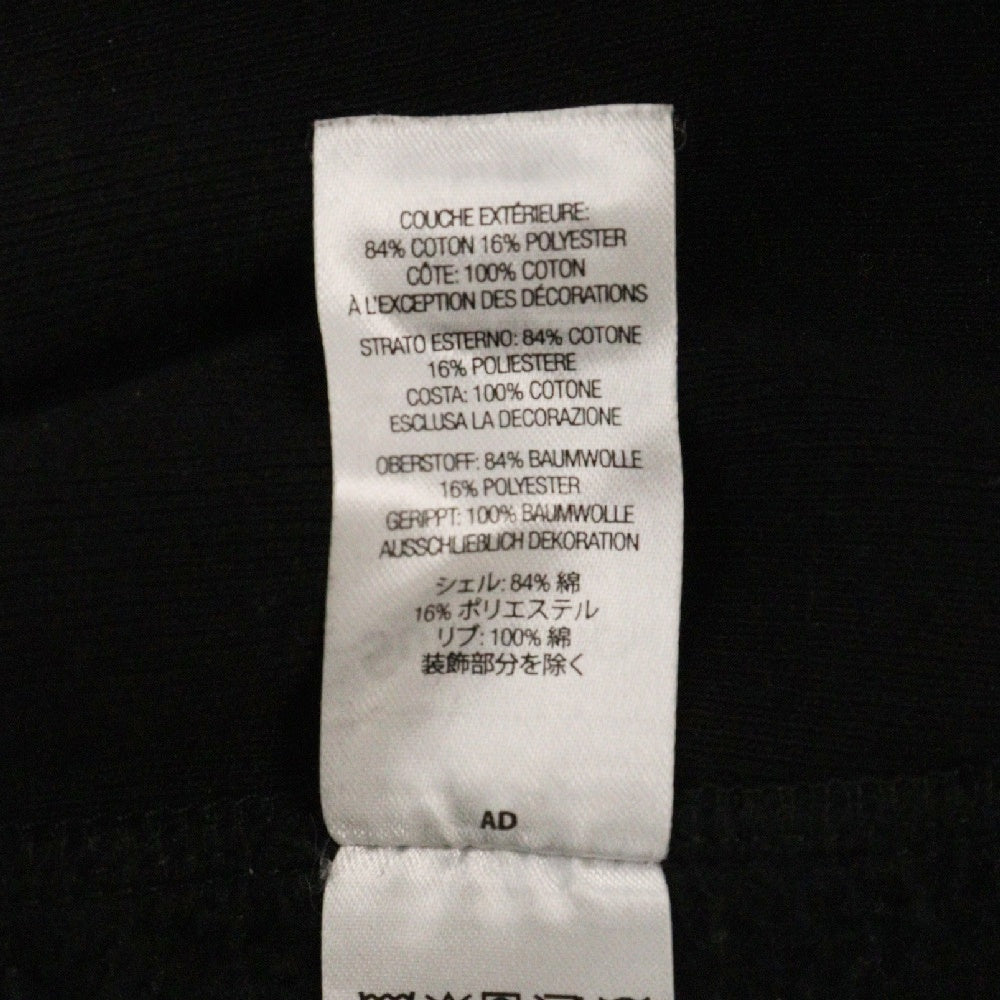 COUCHE EXTÉRIEURE:
84% COTON 16% POLYESTER
CÔTE: 100% COTON
À L'EXCEPTION DES DÉCORATIONS
STRATO ESTERNO: 84% COTONE
16% POLIESTERE
COSTA: 100% COTONE
ESCLUSA LA DECORAZIONE
OBERSTOFF: 84% BAUMWOLLE
16% POLYESTER
GERIPPT: 100% BAUMWOLLE
AUSSCHLIEBLICH DEKORATION
シェル: 84% 綿
16% ポリエステル
リブ: 100% 綿
装飾部分を除く
AD